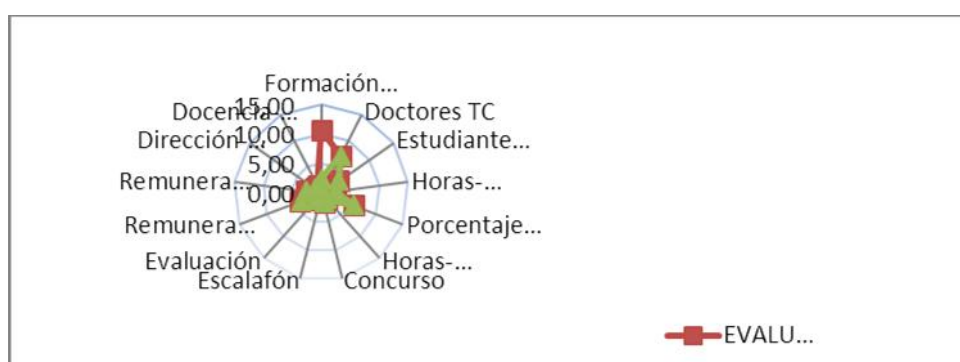 Formación...
15,00
Docencia ...
Doctores TC
10,00
Dirección ...
Estudiante...
5,00
Remunera...
0,00
Horas-...
Remunera...
Porcentaje...
Evaluación
Horas-...
Escalafón
Concurso
EVALU...